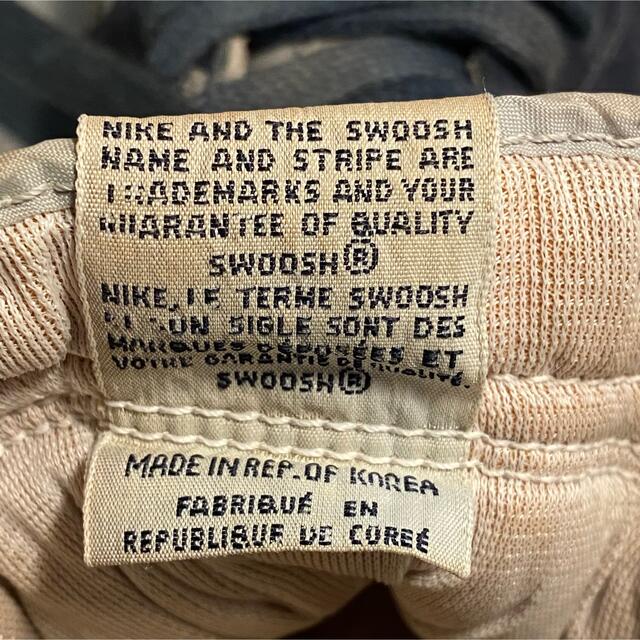 NIKE AND THE SWOOSH
NAME AND STRIPE ARE
TRADEMARKS AND YOUR
GUARANTEE OF QUALITY
SWOOSH®
NIKE, LE TERME SWOOSH
ET SON SIGLE SONT DES
MARQUES DÉPOSÉES ET
VOTRE GARANTIE DE QUALITÉ.
SWOOSH®
MADE IN REP. OF KOREA
FABRIQUÉ EN
REPUBLIQUE DE COREÉ